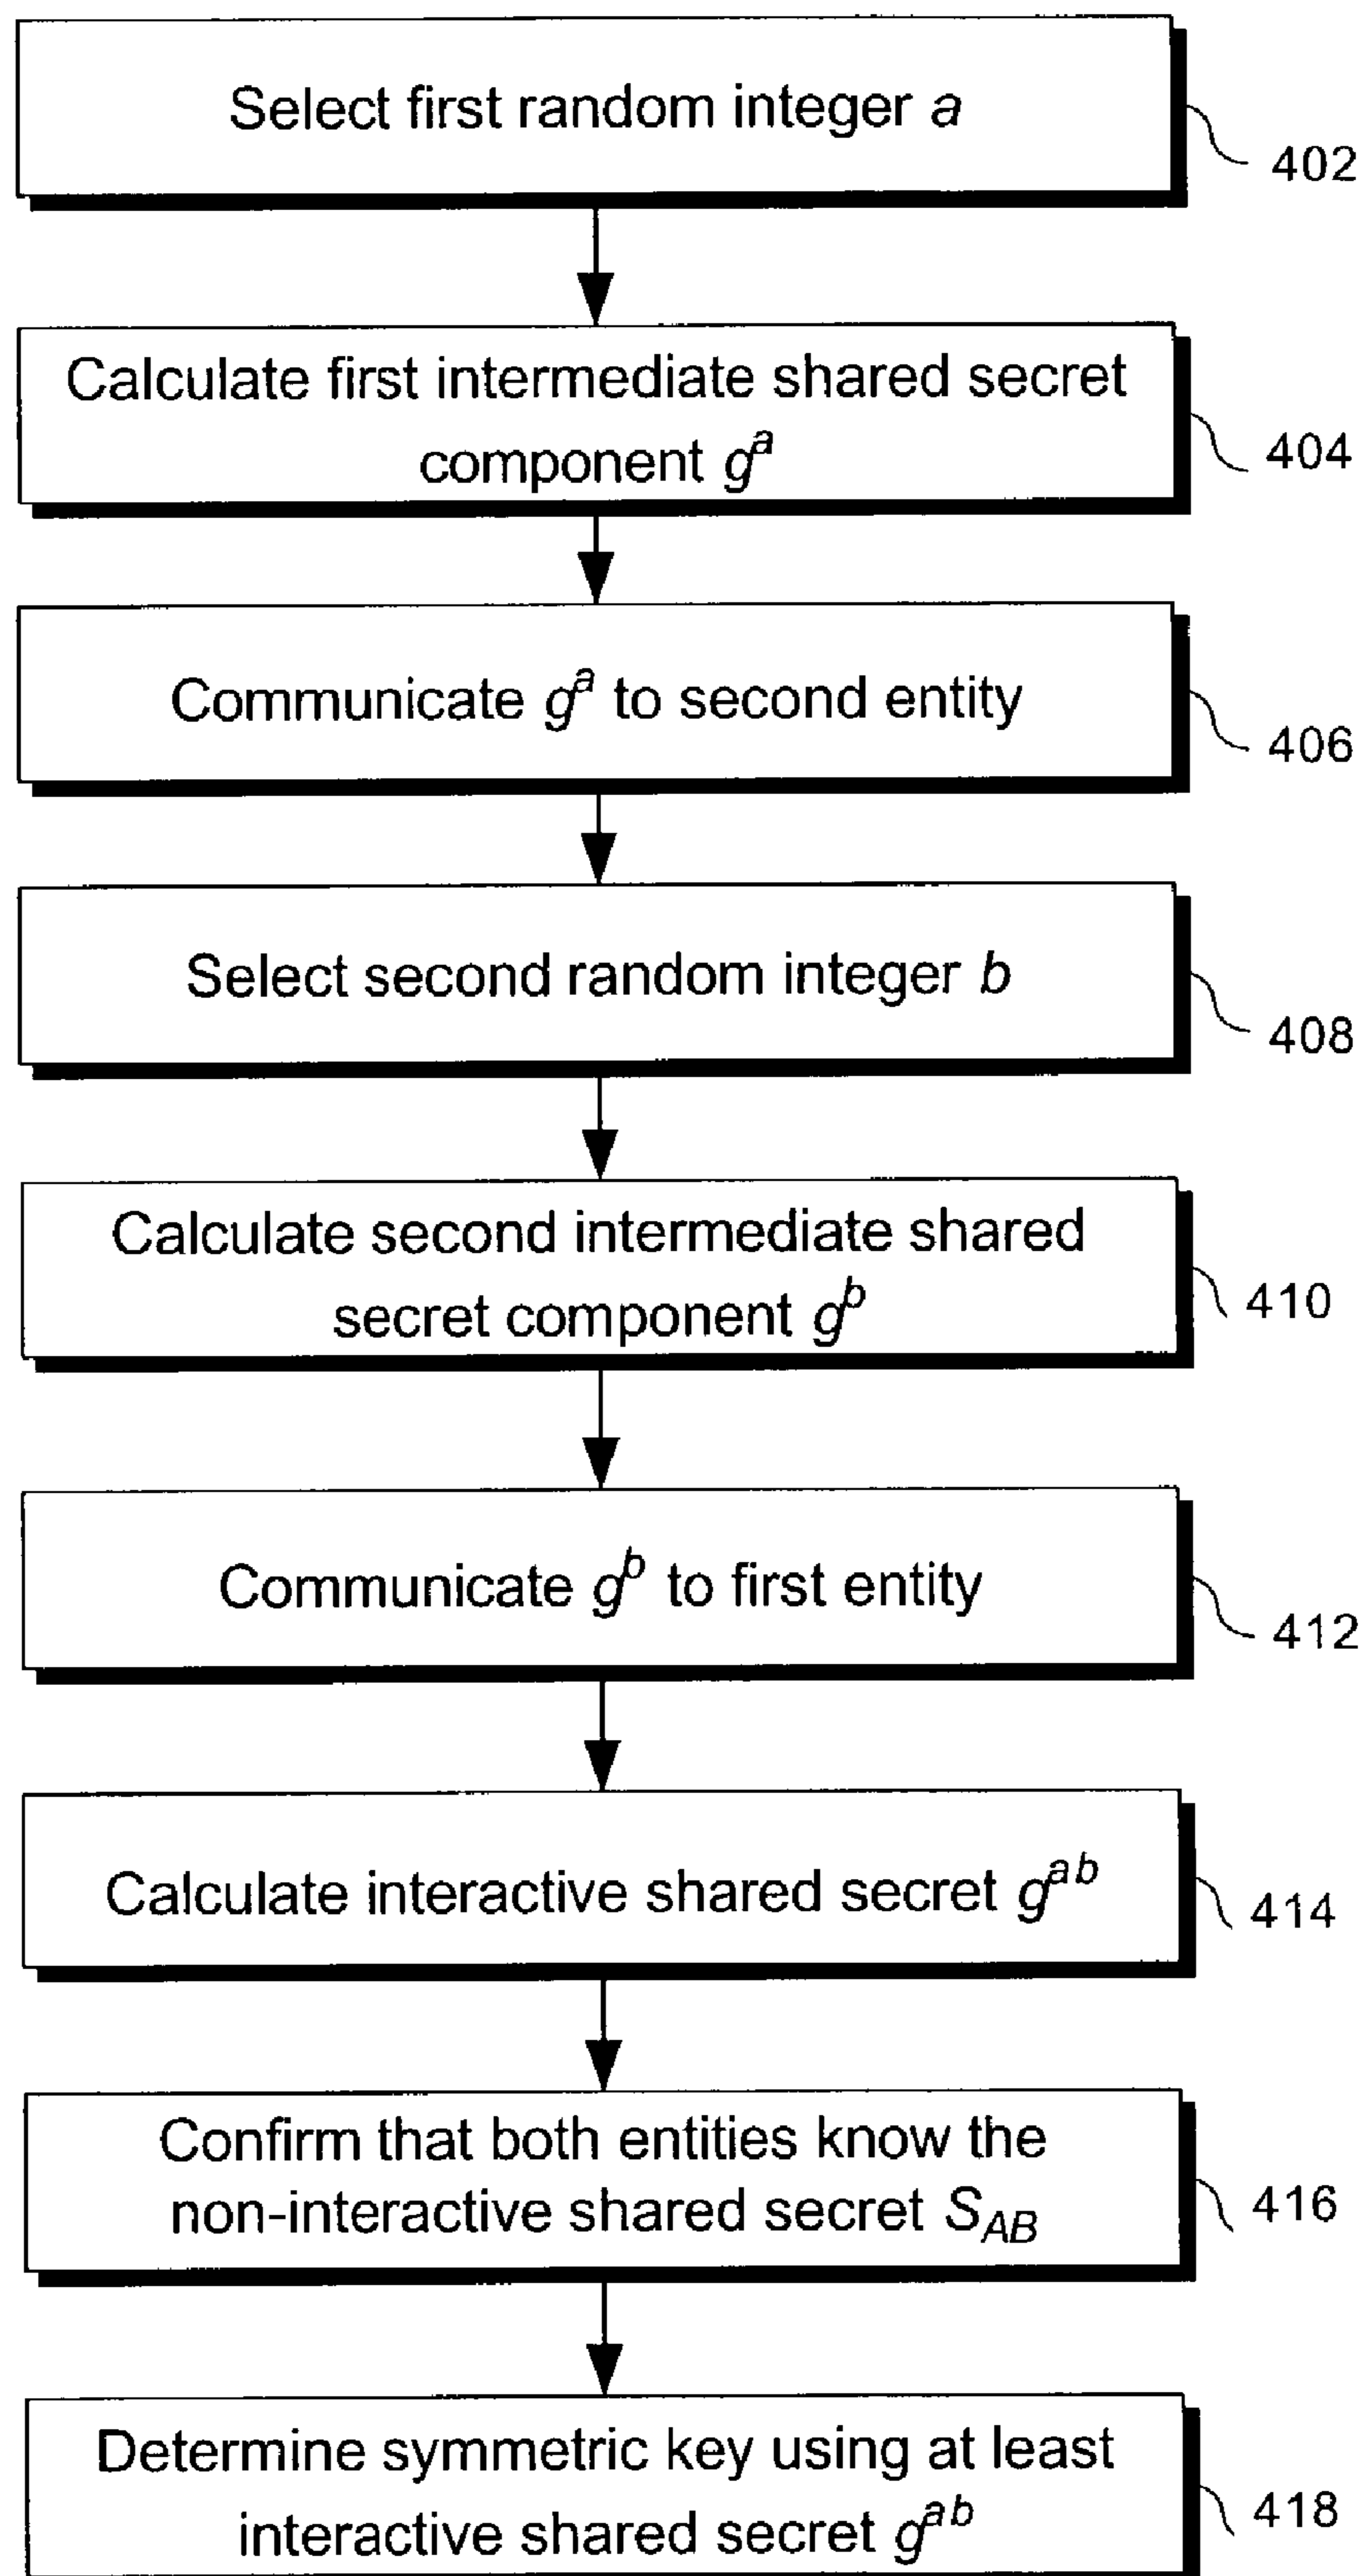 Select first random integer a
402
Calculate first intermediate shared secret
component g^a
404
Communicate g^a to second entity
406
Select second random integer b
408
Calculate second intermediate shared
secret component g^b
410
Communicate g^b to first entity
412
Calculate interactive shared secret g^ab
414
Confirm that both entities know the
non-interactive shared secret S_AB
416
Determine symmetric key using at least
interactive shared secret g^ab
418